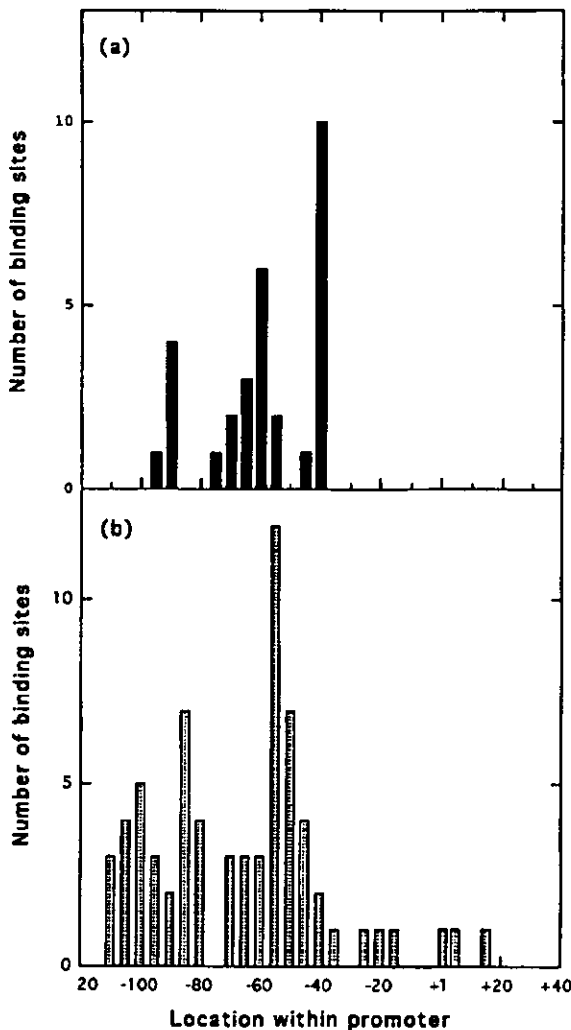 (a)
Number of binding sites
10
5
0
(b)
Number of binding sites
10
5
0
20 -100 -80 -60 -40 -20 +1 +20 +40
Location within promoter